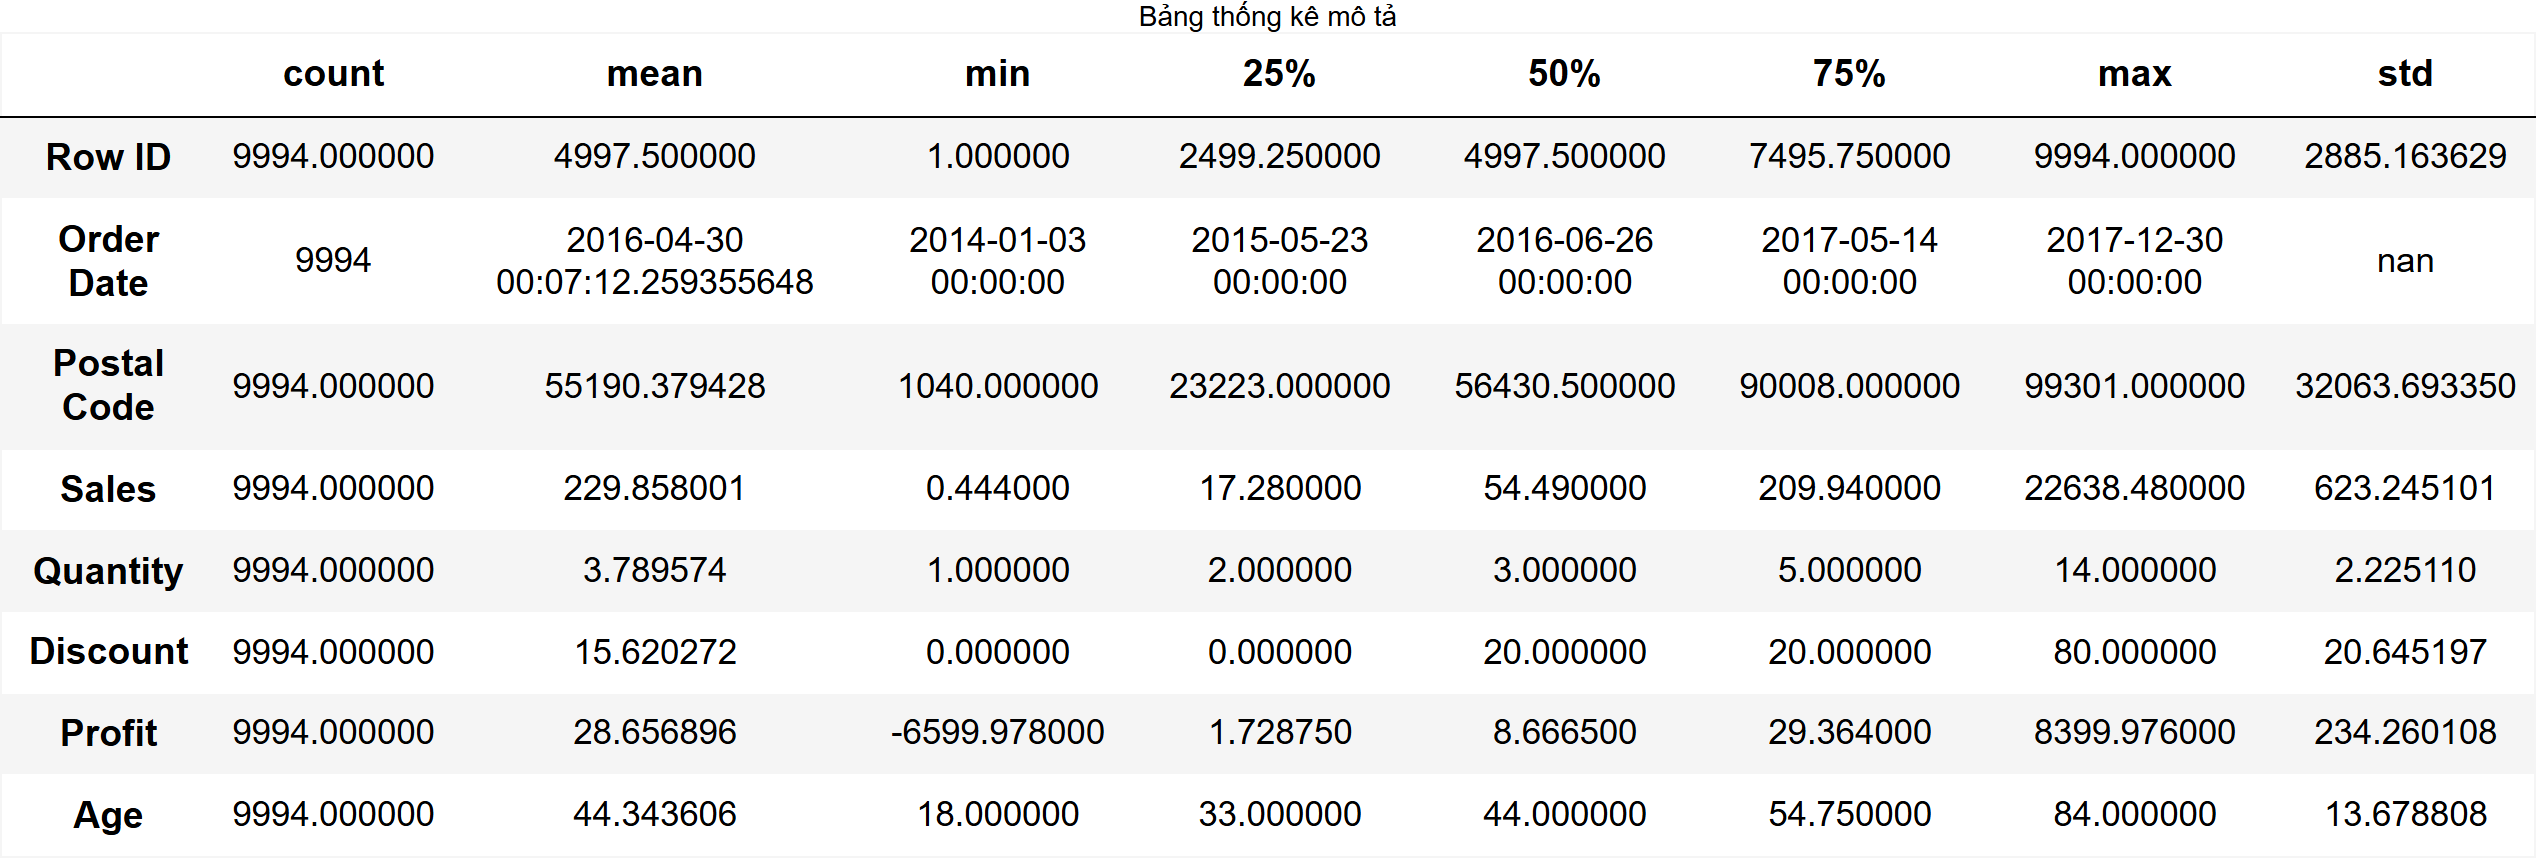 Bảng thống kê mô tả
count mean min 25% 50% 75% max std
Row ID 9994.000000 4997.500000 1.000000 2499.250000 4997.500000 7495.750000 9994.000000 2885.163629
Order Date 9994 2016-04-30 00:07:12.259355648 2014-01-03 00:00:00 2015-05-23 00:00:00 2016-06-26 00:00:00 2017-05-14 00:00:00 2017-12-30 00:00:00 nan
Postal Code 9994.000000 55190.379428 1040.000000 23223.000000 56430.500000 90008.000000 99301.000000 32063.693350
Sales 9994.000000 229.858001 0.444000 17.280000 54.490000 209.940000 22638.480000 623.245101
Quantity 9994.000000 3.789574 1.000000 2.000000 3.000000 5.000000 14.000000 2.225110
Discount 9994.000000 15.620272 0.000000 0.000000 20.000000 20.000000 80.000000 20.645197
Profit 9994.000000 28.656896 -6599.978000 1.728750 8.666500 29.364000 8399.976000 234.260108
Age 9994.000000 44.343606 18.000000 33.000000 44.000000 54.750000 84.000000 13.678808